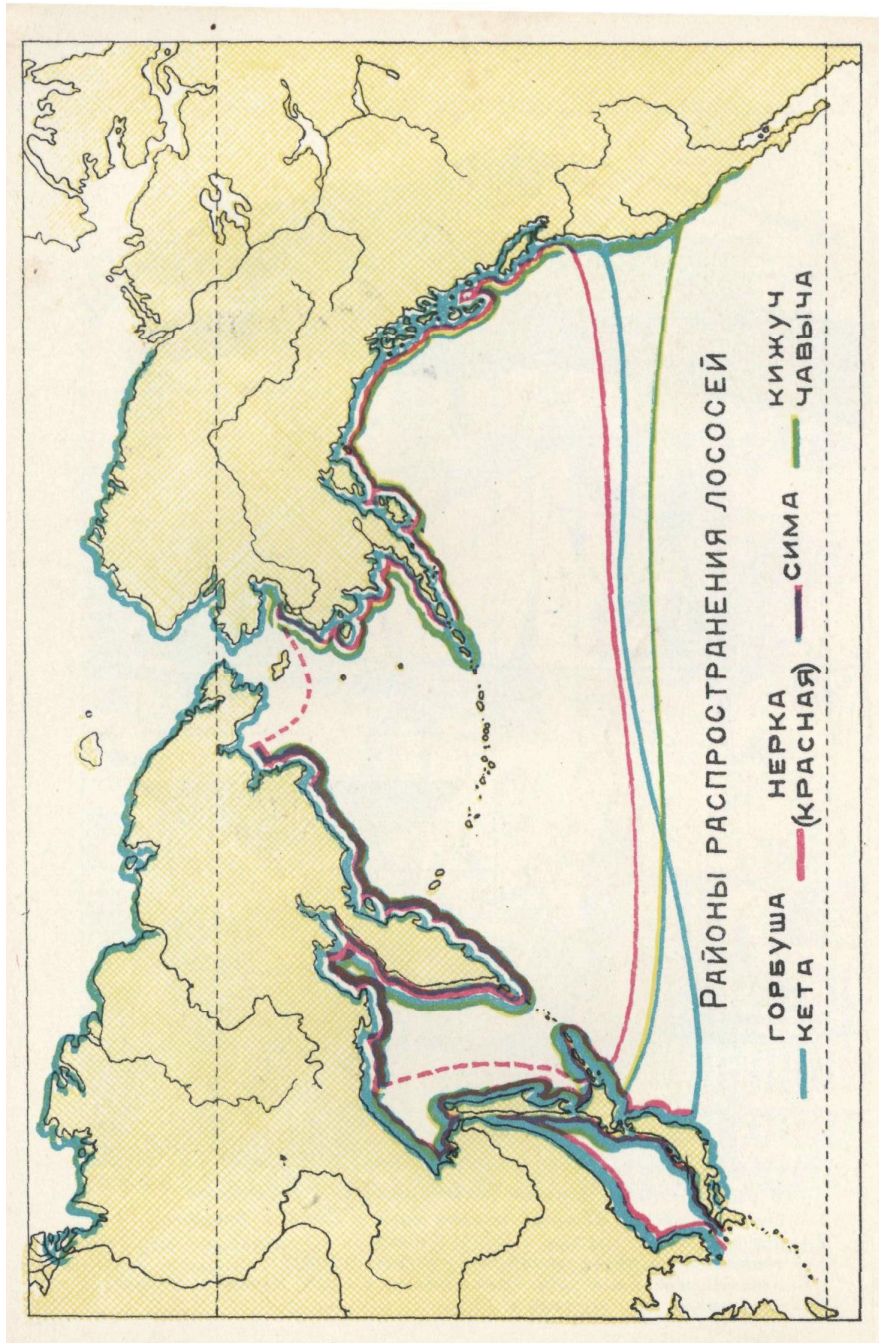 РАЙОНЫ РАСПРОСТРАНЕНИЯ ЛОСОСЕЙ
ГОРБУША
КЕТА
НЕРКА
(КРАСНАЯ)
СИМА
КИЖУЧ
ЧАВЫЧА